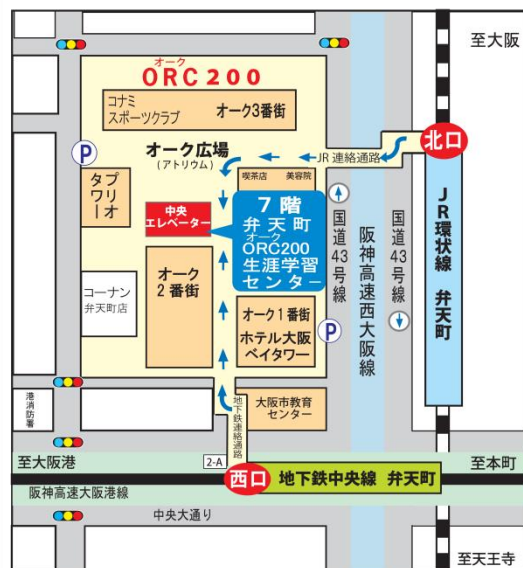 至大阪
オーク
ORC200
コナミ
スポーツクラブ
オーク3番街
北口
P
オーク広場
(アトリウム)
JR連絡通路
喫茶店
美容院
オ
プリ
タワー
中央
エレベーター
7階
弁天町
オーク
ORC200
生涯学習
センター
国道43号線
阪神高速西大阪線
国道43号線
JR環状線 弁天町
コーナン
弁天町店
オーク
2番街
オーク1番街
ホテル大阪
ベイタワー
P
港消防署
地下鉄連絡通路
大阪市教育
センター
至大阪港
2-A
至本町
西口
地下鉄中央線 弁天町
阪神高速大阪港線
中央大通り
至天王寺